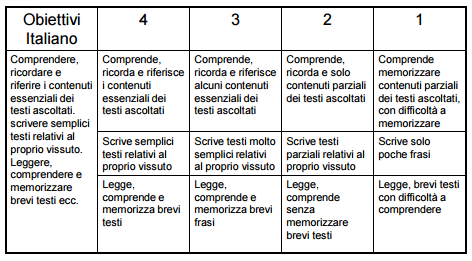 Obiettivi
Italiano
4
3
2
1
Comprendere,
ricordare e
riferire i contenuti
essenziali dei
testi ascoltati.
scrivere semplici
testi relativi al
proprio vissuto.
Leggere,
comprendere e
memorizzare
brevi testi ecc.
Comprende,
ricorda e riferisce
i contenuti
essenziali dei
testi ascoltati
Comprende,
ricorda e riferisce
alcuni contenuti
essenziali dei
testi ascoltati
Comprende,
ricorda e solo
contenuti parziali
dei testi ascoltati
Comprende
memorizzare
contenuti parziali
dei testi ascoltati,
con difficoltà a
memorizzare
Scrive semplici
testi relativi al
proprio vissuto
Scrive testi molto
semplici relativi
al proprio vissuto
Scrive testi
parziali relativi al
proprio vissuto
Scrive solo
poche frasi
Legge,
comprende e
memorizza brevi
testi
Legge,
comprende e
memorizza brevi
frasi
Legge,
comprende
senza
memorizzare
brevi testi
Legge, brevi testi
con difficoltà a
comprendere